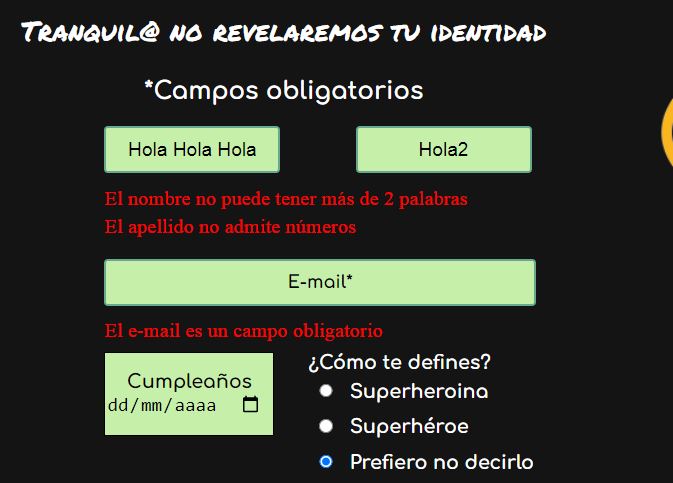 Tranquil@ no revelaremos tu identidad
*Campos obligatorios
Hola Hola Hola
Hola2
El nombre no puede tener más de 2 palabras
El apellido no admite números
E-mail*
El e-mail es un campo obligatorio
Cumpleaños
dd/mm/aaaa
¿Cómo te defines?
Superheroina
Superhéroe
Prefiero no decirlo